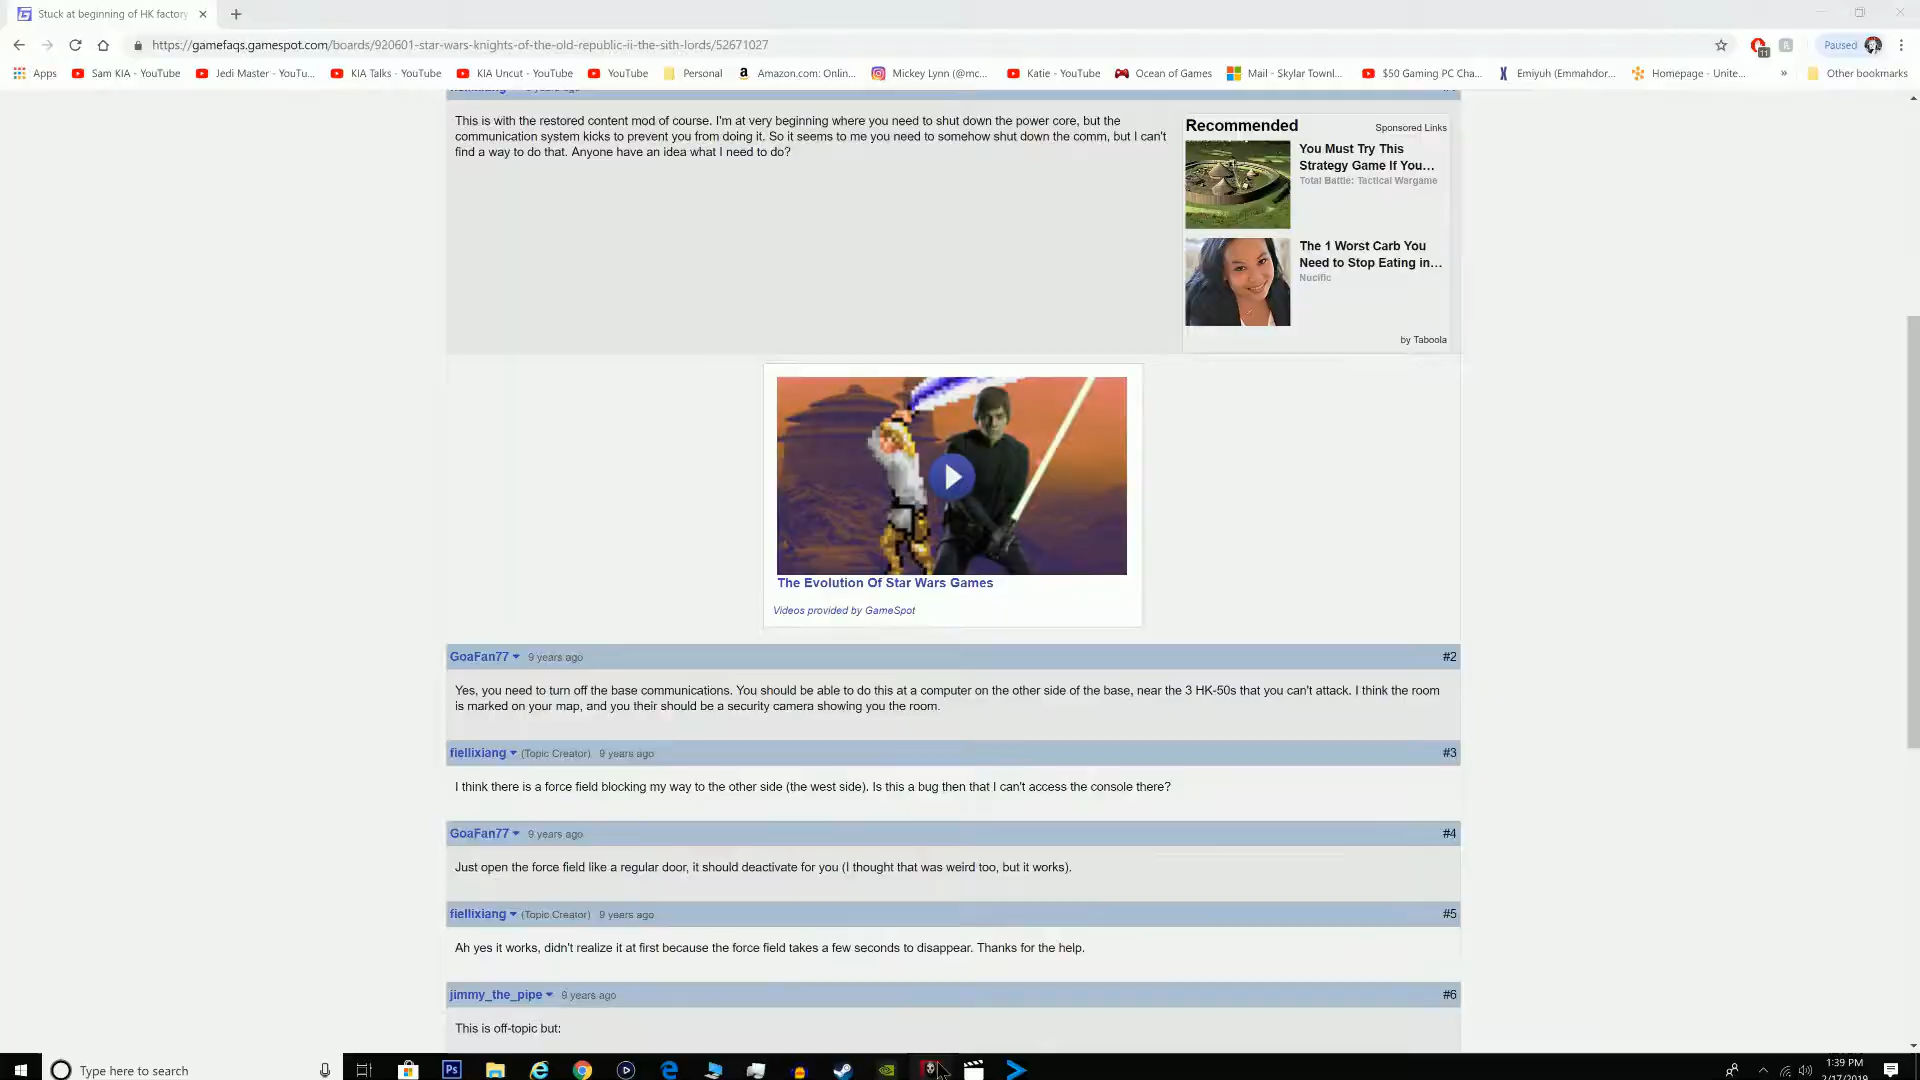 Stuck at beginning of HK factory
https://gamefaqs.gamespot.com/boards/920601-star-wars-knights-of-the-old-republic-ii-the-sith-lords/52671027
11
Paused
Apps
Sam KIA - YouTube
Jedi Master - YouTu...
KIA Talks - YouTube
KIA Uncut - YouTube
YouTube
Personal
Amazon.com: Onlin...
Mickey Lynn (@mc...
Katie - YouTube
Ocean of Games
Mail - Skylar Townl...
$50 Gaming PC Cha...
Emiyuh (Emmahdor...
Homepage - Unite...
»
Other bookmarks
This is with the restored content mod of course. I'm at very beginning where you need to shut down the power core, but the
communication system kicks to prevent you from doing it. So it seems to me you need to somehow shut down the comm, but I can't
find a way to do that. Anyone have an idea what I need to do?
Recommended
Sponsored Links
You Must Try This
Strategy Game If You...
Total Battle: Tactical Wargame
The 1 Worst Carb You
Need to Stop Eating in...
Nucific
by Taboola
The Evolution Of Star Wars Games
Videos provided by GameSpot
GoaFan77 9 years ago #2
Yes, you need to turn off the base communications. You should be able to do this at a computer on the other side of the base, near the 3 HK-50s that you can't attack. I think the room
is marked on your map, and you their should be a security camera showing you the room.
fiellixiang (Topic Creator) 9 years ago #3
I think there is a force field blocking my way to the other side (the west side). Is this a bug then that I can't access the console there?
GoaFan77 9 years ago #4
Just open the force field like a regular door, it should deactivate for you (I thought that was weird too, but it works).
fiellixiang (Topic Creator) 9 years ago #5
Ah yes it works, didn't realize it at first because the force field takes a few seconds to disappear. Thanks for the help.
jimmy_the_pipe 9 years ago #6
This is off-topic but:
Type here to search
Ps
1:39 PM
2/17/2019